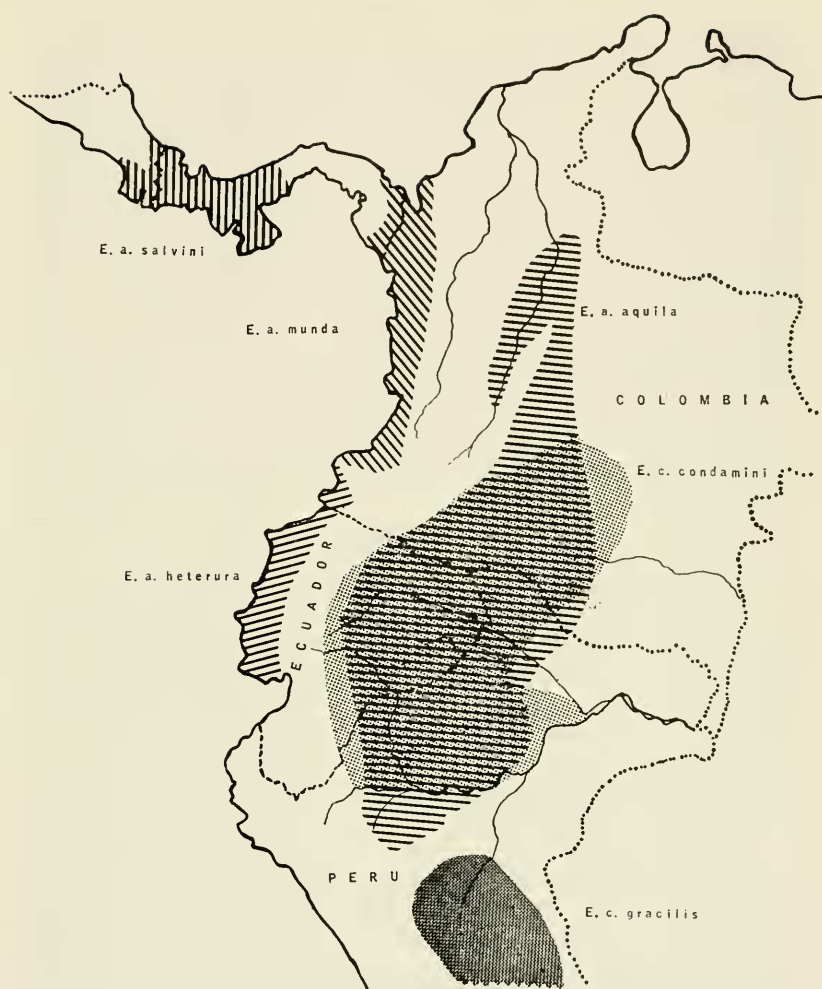 E. a. salvini
E. a. munda
E. a. aquila
COLOMBIA
E. c. condamini
E. a. heterura
ECUADOR
PERU
E. c. gracilis